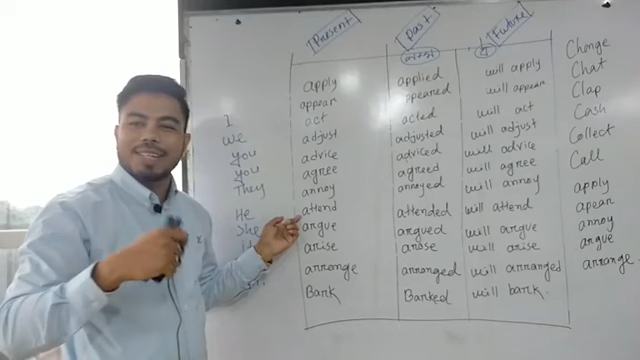 Present Past Future
I
we
you
you
They
He
She
apply applied will apply
appear ppeared will appear
act acted will act
adjust adjusted will adjust
advice adviced will advice
agree agreed will agree
annoy annoyed will annoy
attend attended will attend
argue argued will argue
arise arose will arise
arrange arranged will arranged
Bark Barked will bark.
Change
Chat
Clap
Cash
Collect
Call
apply
apear
annoy
argue
arrange.